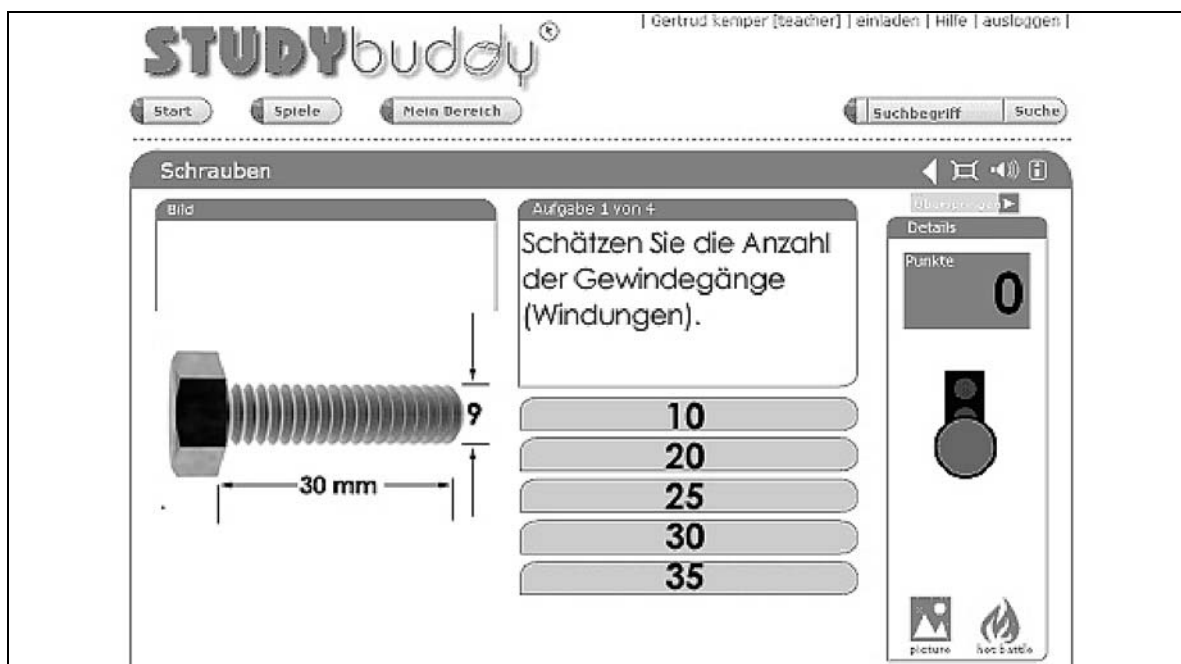 | Gertrud kemper [teacher] | einladen | Hilfe | ausloggen |
STUDYbuddy
Start
Spiele
Mein Bereich
Suchbegriff
Suche
Schrauben
Bild
Aufgabe 1 von 4
Schätzen Sie die Anzahl
der Gewindegänge
(Windungen).
9
30 mm
10
20
25
30
35
Überspringen
Details
Punkte
0
picture
hot battle